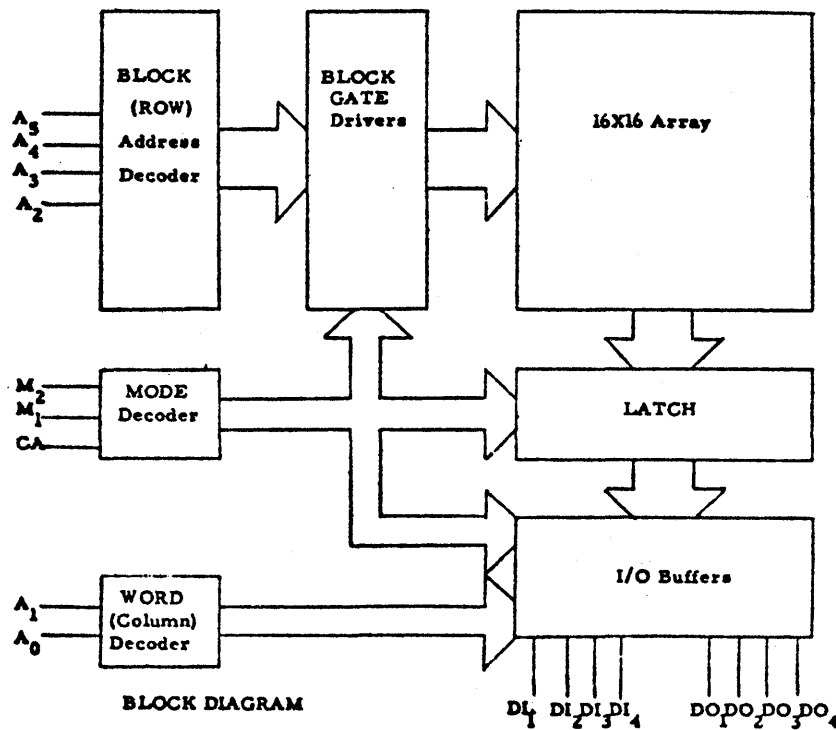 BLOCK
(ROW)
Address
Decoder
BLOCK
GATE
Drivers
16X16 Array
A5
A4
A3
A2
M2
M1
CA
MODE
Decoder
LATCH
I/O Buffers
A1
A0
WORD
(Column)
Decoder
BLOCK DIAGRAM
DI1 DI2 DI3 DI4 DO1 DO2 DO3 DO4